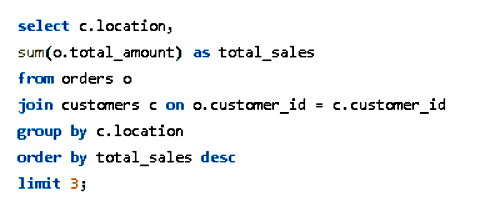 select c.location,
sum(o.total_amount) as total_sales
from orders o
join customers c on o.customer_id = c.customer_id
group by c.location
order by total_sales desc
limit 3;